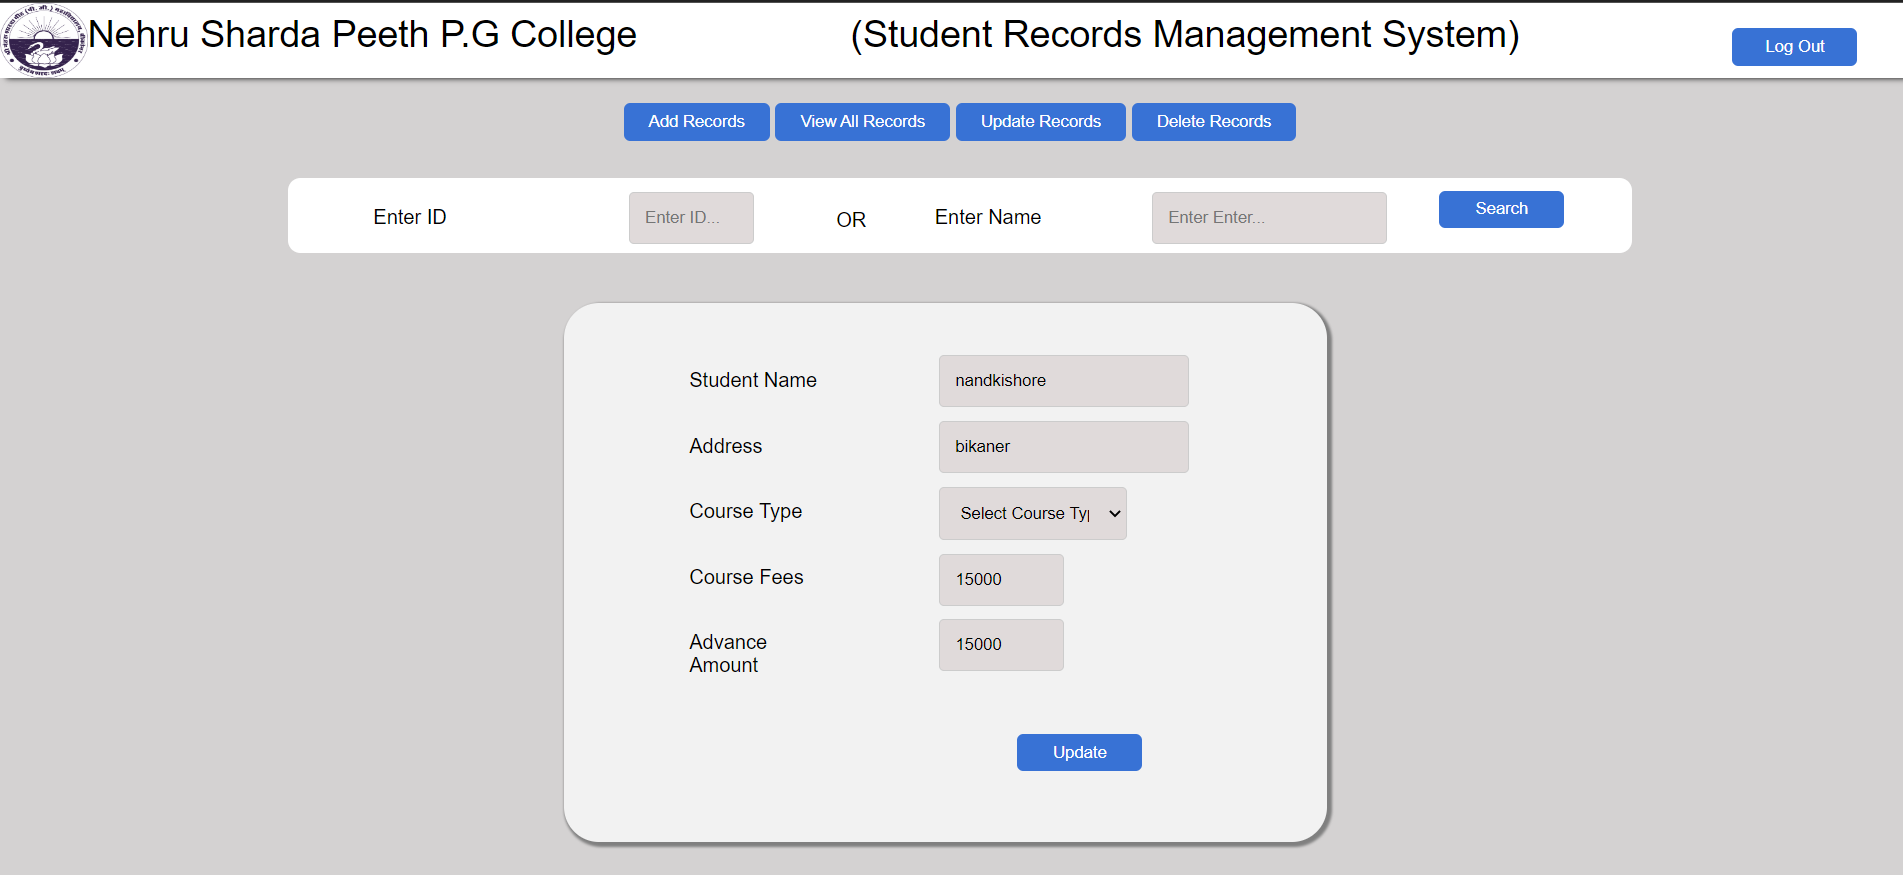 Nehru Sharda Peeth P.G College (Student Records Management System)
Log Out
Add Records View All Records Update Records Delete Records
Enter ID Enter ID... OR Enter Name Enter Enter... Search
Student Name nandkishore
Address bikaner
Course Type Select Course Typ
Course Fees 15000
Advance 15000
Amount
Update